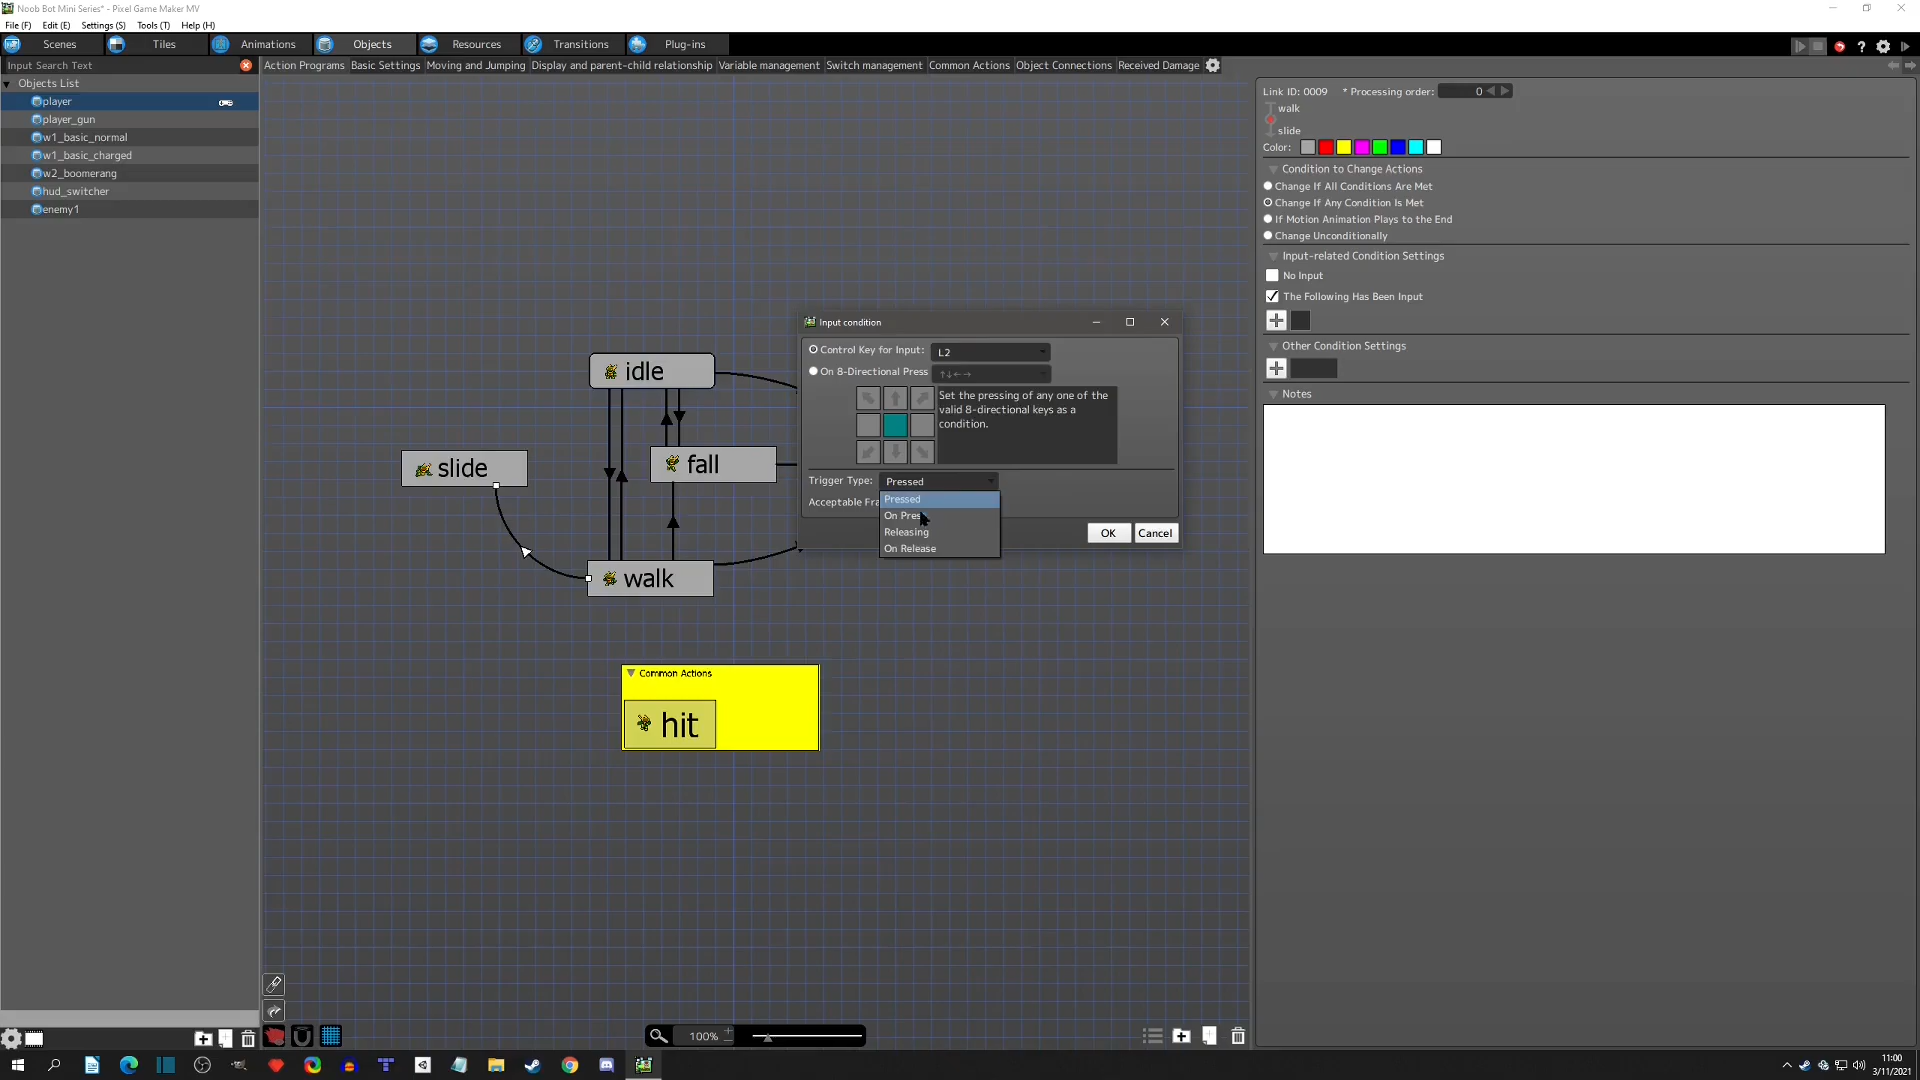 Noob Bot Mini Series* - Pixel Game Maker MV
File (F) Edit (E) Settings (S) Tools (T) Help (H)
Scenes Tiles Animations Objects Resources Transitions Plug-ins
Input Search Text
Action Programs Basic Settings Moving and Jumping Display and parent-child relationship Variable management Switch management Common Actions Object Connections Received Damage
Objects List
player
player_gun
w1_basic_normal
w1_basic_charged
w2_boomerang
hud_switcher
enemy1
idle
slide
fall
walk
Common Actions
hit
Input condition
Control Key for Input: L2
On 8-Directional Press ↑↓←→
Set the pressing of any one of the
valid 8-directional keys as a
condition.
Trigger Type: Pressed
Acceptable Fra
Pressed
On Pres
Releasing
On Release
OK Cancel
Link ID: 0009 * Processing order: 0
walk
slide
Color:
Condition to Change Actions
Change If All Conditions Are Met
Change If Any Condition Is Met
If Motion Animation Plays to the End
Change Unconditionally
Input-related Condition Settings
No Input
The Following Has Been Input
Other Condition Settings
Notes
100%
11:00
3/11/2021